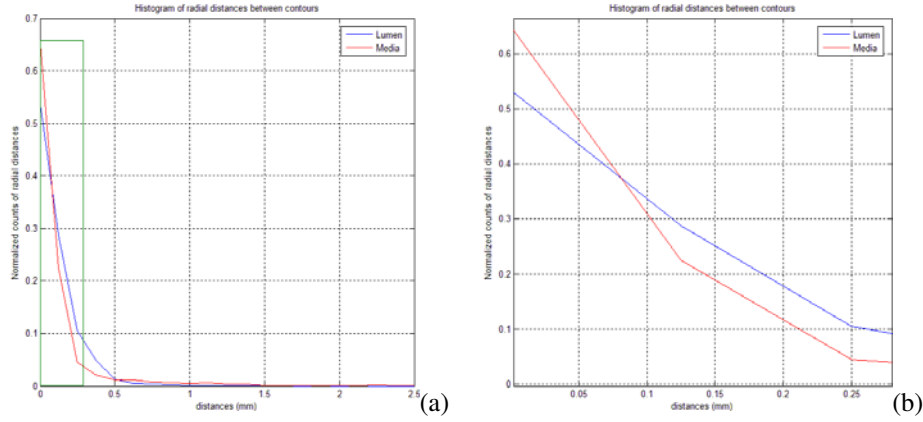 Histogram of radial distances between contours
Lumen
Media
Normalized counts of radial distances
0.7
0.6
0.5
0.4
0.3
0.2
0.1
0
0
0.5
1
1.5
2
2.5
distances (mm)
(a)
Histogram of radial distances between contours
Lumen
Media
Normalized counts of radial distances
0.6
0.5
0.4
0.3
0.2
0.1
0
0.05
0.1
0.15
0.2
0.25
distances (mm)
(b)